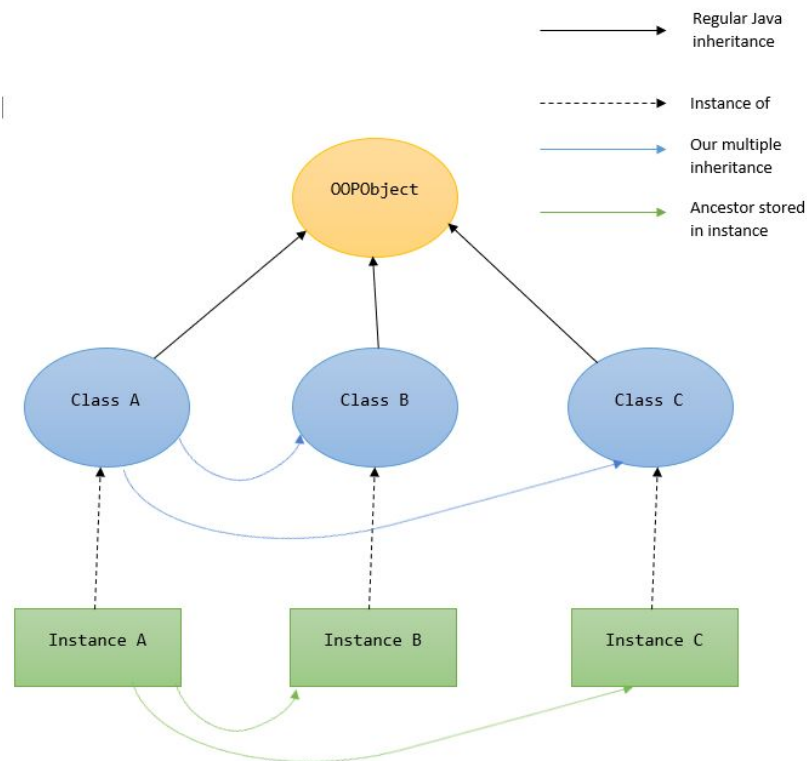 Regular Java
inheritance
Instance of
Our multiple
inheritance
Ancestor stored
in instance
OOPObject
Class A
Class B
Class C
Instance A
Instance B
Instance C